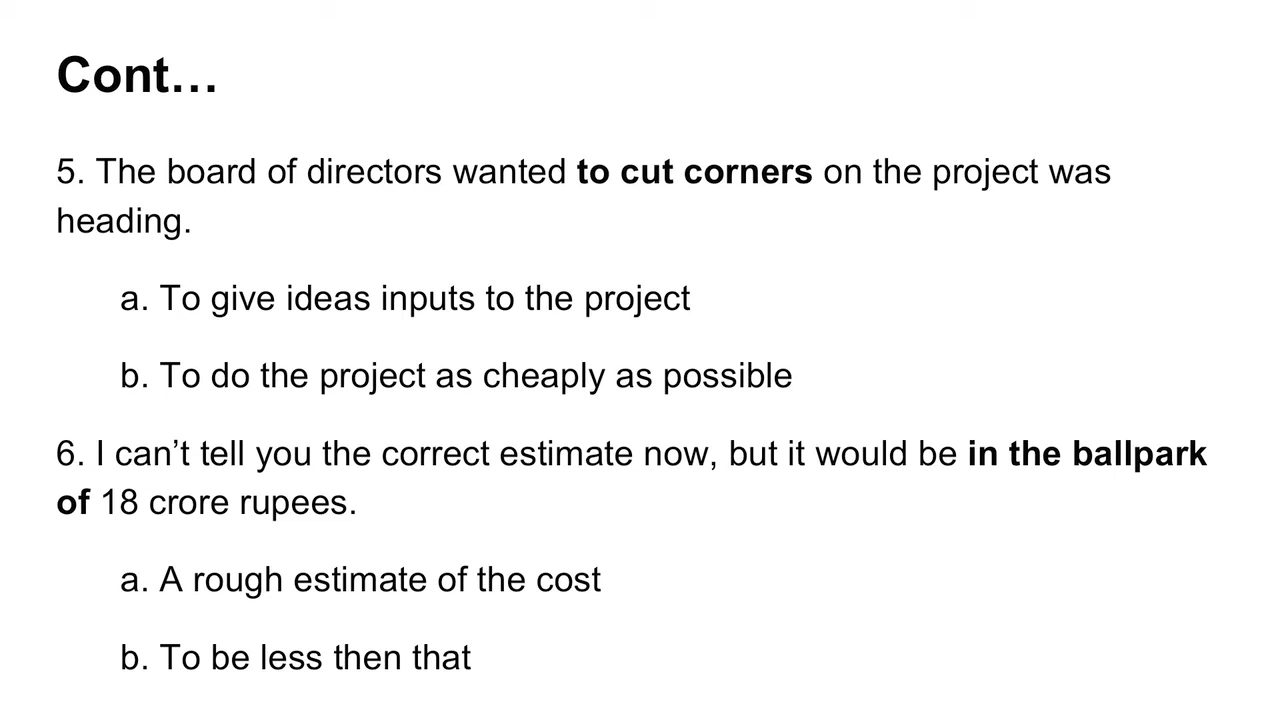 Cont…
5. The board of directors wanted to cut corners on the project was
heading.
a. To give ideas inputs to the project
b. To do the project as cheaply as possible
6. I can’t tell you the correct estimate now, but it would be in the ballpark
of 18 crore rupees.
a. A rough estimate of the cost
b. To be less then that